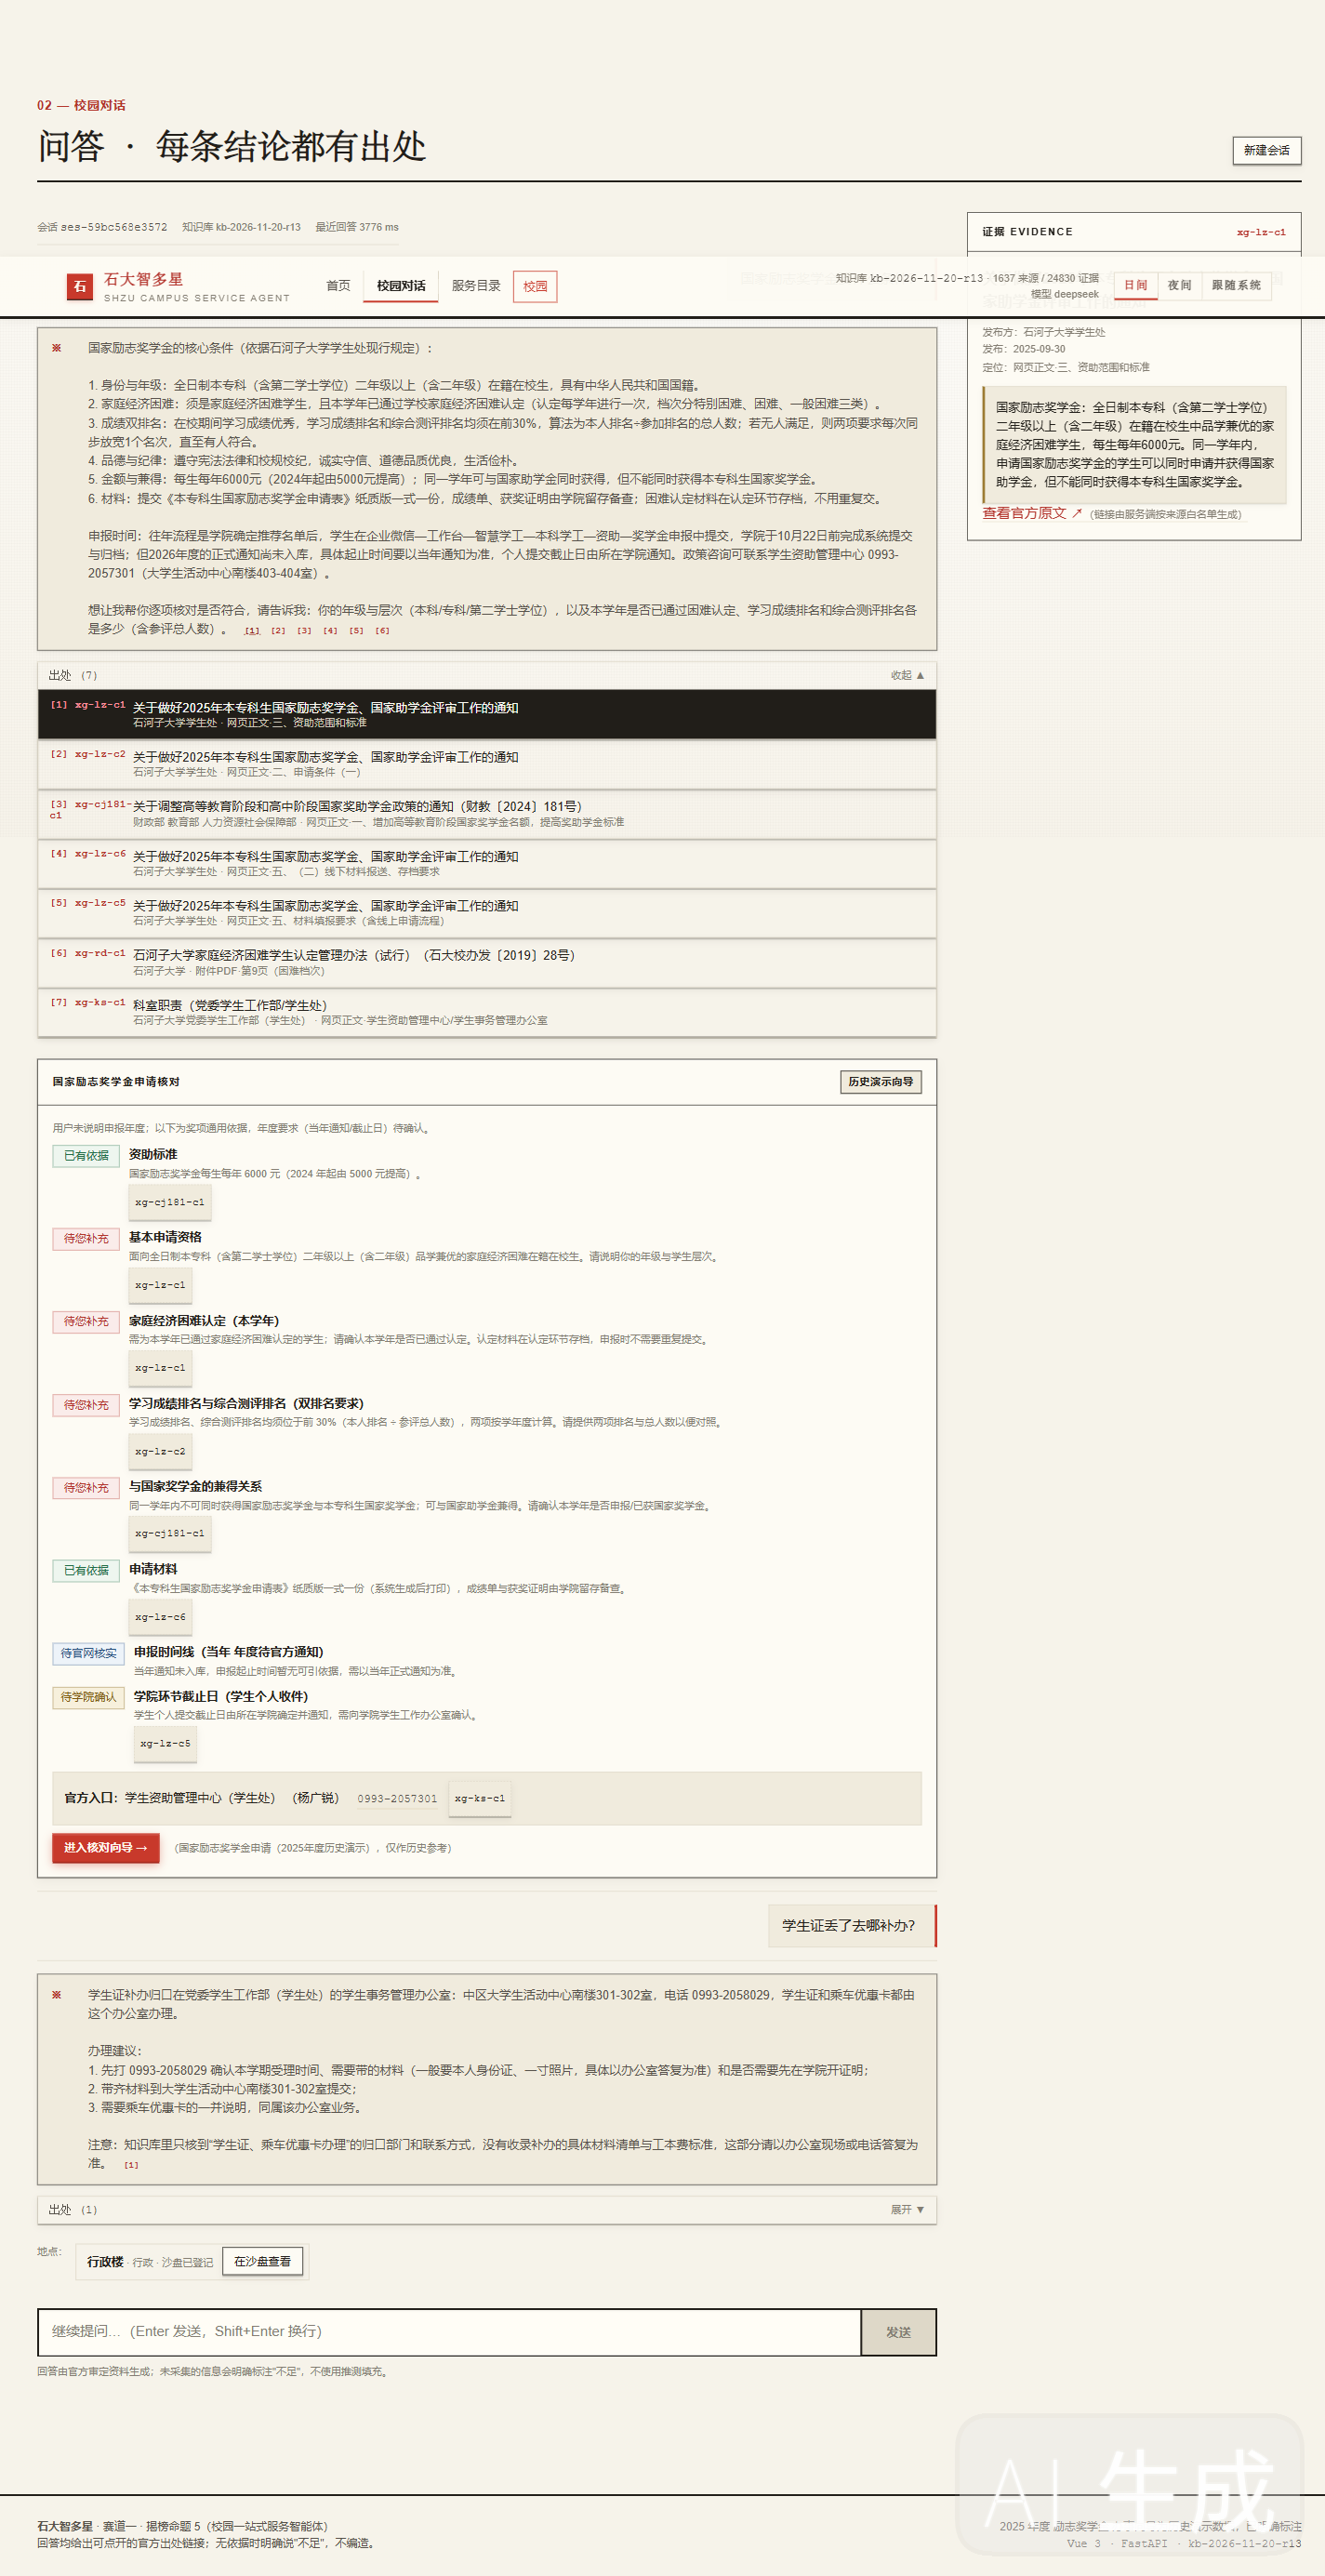 02 — 校园对话
问答 · 每条结论都有出处
新建会话
会话 ses-59bc568e3572 知识库 kb-2026-11-20-r13 最近回答 3776 ms
证据 EVIDENCE xg-lz-c1
石 石大智多星
SHZU CAMPUS SERVICE AGENT
首页 校园对话 服务目录 校园
知识库 kb-2026-11-20-r13 · 1637 来源 / 24830 证据
模型 deepseek
日间 夜间 跟随系统
※ 国家励志奖学金的核心条件（依据石河子大学学生处现行规定）：
1. 身份与年级：全日制本专科（含第二学士学位）二年级以上（含二年级）在籍在校生，具有中华人民共和国国籍。
2. 家庭经济困难：须是家庭经济困难学生，且本学年已通过学校家庭经济困难认定（认定每学年进行一次，档次分特别困难、困难、一般困难三类）。
3. 成绩双排名：在校期间学习成绩优秀，学习成绩排名和综合测评排名均须在前30%，算法为本人排名÷参加排名的总人数；若无人满足，则两项要求每次同
步放宽1个名次，直至有人符合。
4. 品德与纪律：遵守宪法法律和校规校纪，诚实守信、道德品质优良，生活俭朴。
5. 金额与兼得：每生每年6000元（2024年起由5000元提高）；同一学年可与国家助学金同时获得，但不能同时获得本专科生国家奖学金。
6. 材料：提交《本专科生国家励志奖学金申请表》纸质版一式一份，成绩单、获奖证明由学院留存备查；困难认定材料在认定环节存档，不用重复交。
申报时间：往年流程是学院确定推荐名单后，学生在企业微信—工作台—智慧学工—本科学工—资助—奖学金申报中提交，学院于10月22日前完成系统提交
与归档；但2026年度的正式通知尚未入库，具体起止时间要以当年通知为准，个人提交截止日由所在学院通知。政策咨询可联系学生资助管理中心 0993-
2057301（大学生活动中心南楼403-404室）。
想让我帮你逐项核对是否符合，请告诉我：你的年级与层次（本科/专科/第二学士学位），以及本学年是否已通过困难认定、学习成绩排名和综合测评排名各
是多少（含参评总人数）。 [1] [2] [3] [4] [5] [6]
发布方：石河子大学学生处
发布：2025-09-30
定位：网页正文·三、资助范围和标准
国家励志奖学金：全日制本专科（含第二学士学位）
二年级以上（含二年级）在籍在校生中品学兼优的家
庭经济困难学生，每生每年6000元。同一学年内，
申请国家励志奖学金的学生可以同时申请并获得国家
助学金，但不能同时获得本专科生国家奖学金。
查看官方原文 ↗ （链接由服务端按来源白名单生成）
出处 (7) 收起 ▲
[1] xg-lz-c1 关于做好2025年本专科生国家励志奖学金、国家助学金评审工作的通知
石河子大学学生处 · 网页正文·三、资助范围和标准
[2] xg-lz-c2 关于做好2025年本专科生国家励志奖学金、国家助学金评审工作的通知
石河子大学学生处 · 网页正文·二、申请条件（一）
[3] xg-cj181-c1 关于调整高等教育阶段和高中阶段国家奖助学金政策的通知（财教〔2024〕181号）
财政部 教育部 人力资源社会保障部 · 网页正文·一、增加高等教育阶段国家奖学金名额，提高奖助学金标准
[4] xg-lz-c6 关于做好2025年本专科生国家励志奖学金、国家助学金评审工作的通知
石河子大学学生处 · 网页正文·五、（二）线下材料报送、存档要求
[5] xg-lz-c5 关于做好2025年本专科生国家励志奖学金、国家助学金评审工作的通知
石河子大学学生处 · 网页正文·五、材料填报要求（含线上申请流程）
[6] xg-rd-c1 石河子大学家庭经济困难学生认定管理办法（试行）（石大校办发〔2019〕28号）
石河子大学 · 附件PDF·第9页（困难档次）
[7] xg-ks-c1 科室职责（党委学生工作部/学生处）
石河子大学党委学生工作部（学生处） · 网页正文·学生资助管理中心/学生事务管理办公室
国家励志奖学金申请核对 历史演示向导
用户未说明申报年度；以下为奖项通用依据，年度要求（当年通知/截止日）待确认。
已有依据 资助标准
国家励志奖学金每生每年 6000 元（2024 年起由 5000 元提高）。
xg-cj181-c1
待您补充 基本申请资格
面向全日制本专科（含第二学士学位）二年级以上（含二年级）品学兼优的家庭经济困难在籍在校生。请说明你的年级与学生层次。
xg-lz-c1
待您补充 家庭经济困难认定（本学年）
需为本学年已通过家庭经济困难认定的学生；请确认本学年是否已通过认定。认定材料在认定环节存档，申报时不需要重复提交。
xg-lz-c1
待您补充 学习成绩排名与综合测评排名（双排名要求）
学习成绩排名、综合测评排名均须位于前 30%（本人排名 ÷ 参评总人数），两项按学年度计算。请提供两项排名与总人数以便对照。
xg-lz-c2
待您补充 与国家奖学金的兼得关系
同一学年内不可同时获得国家励志奖学金与本专科生国家奖学金；可与国家助学金兼得。请确认本学年是否申报/已获国家奖学金。
xg-cj181-c1
已有依据 申请材料
《本专科生国家励志奖学金申请表》纸质版一式一份（系统生成后打印），成绩单与获奖证明由学院留存备查。
xg-lz-c6
待官网核实 申报时间线（当年 年度待官方通知）
当年通知未入库，申报起止时间暂无可引依据，需以当年正式通知为准。
待学院确认 学院环节截止日（学生个人收件）
学生个人提交截止日由所在学院确定并通知，需向学院学生工作办公室确认。
xg-lz-c5
官方入口：学生资助管理中心（学生处）（杨广锐） 0993-2057301 xg-ks-c1
进入核对向导 → （国家励志奖学金申请（2025年度历史演示），仅作历史参考）
学生证丢了去哪补办？
※ 学生证补办归口在党委学生工作部（学生处）的学生事务管理办公室：中区大学生活动中心南楼301-302室，电话 0993-2058029，学生证和乘车优惠卡都由
这个办公室办理。
办理建议：
1. 先打 0993-2058029 确认本学期受理时间、需要带的材料（一般要本人身份证、一寸照片，具体以办公室答复为准）和是否需要先在学院开证明；
2. 带齐材料到大学生活动中心南楼301-302室提交；
3. 需要乘车优惠卡的一并说明，同属该办公室业务。
注意：知识库里只核到“学生证、乘车优惠卡办理”的归口部门和联系方式，没有收录补办的具体材料清单与工本费标准，这部分请以办公室现场或电话答复为
准。 [1]
出处 (1) 展开 ▼
地点： 行政楼 · 行政 · 沙盘已登记 在沙盘查看
继续提问…（Enter 发送，Shift+Enter 换行） 发送
回答由官方审定资料生成；未采集的信息会明确标注“不足”，不使用推测填充。
AI 生成
石大智多星 · 赛道一 · 揭榜命题 5（校园一站式服务智能体）
回答均给出可点开的官方出处链接；无依据时明确说“不足”，不编造。
2025 年度 励志奖学金
Vue 3 · FastAPI · kb-2026-11-20-r13